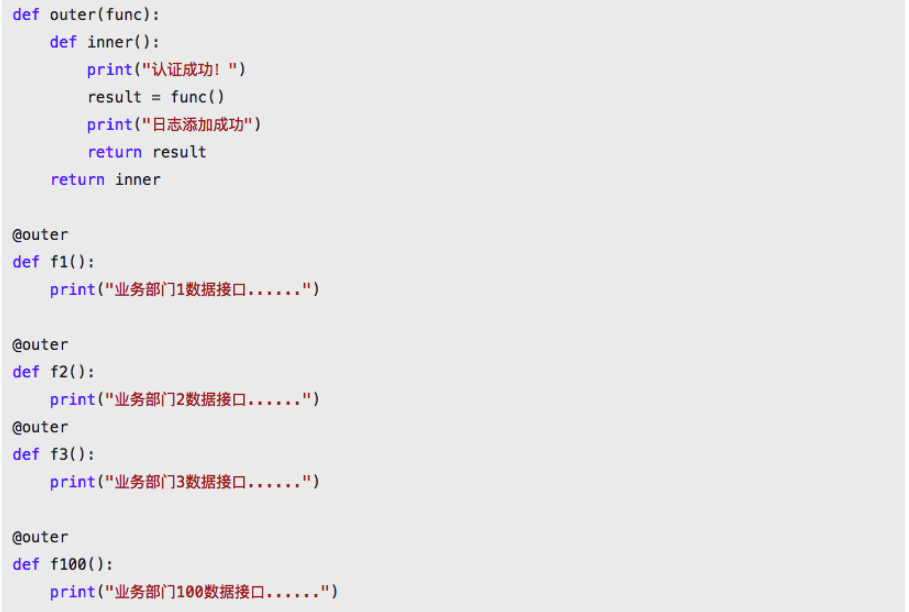 def outer(func):
    def inner():
        print("认证成功！")
        result = func()
        print("日志添加成功")
        return result
    return inner
@outer
def f1():
    print("业务部门1数据接口......")
@outer
def f2():
    print("业务部门2数据接口......")
@outer
def f3():
    print("业务部门3数据接口......")
@outer
def f100():
    print("业务部门100数据接口......")